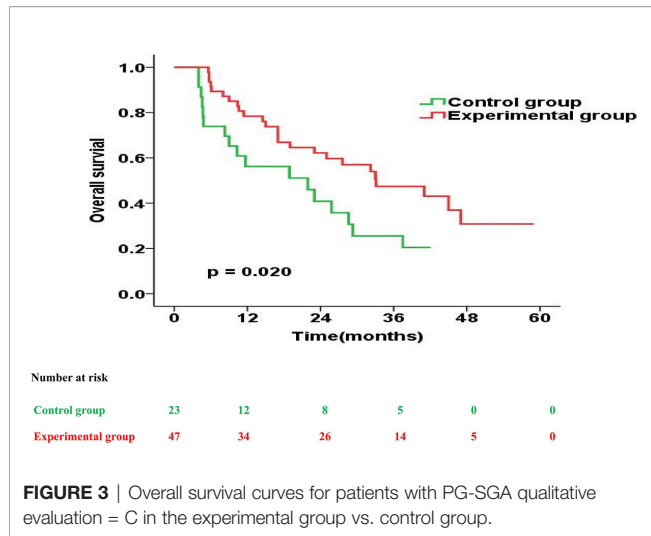 Overall survial
1.0
0.8
0.6
0.4
0.2
0.0
Control group
Experimental group
p = 0.020
0 12 24 36 48 60
Time(months)
Number at risk
Control group 23 12 8 5 0 0
Experimental group 47 34 26 14 5 0
FIGURE 3 | Overall survival curves for patients with PG-SGA qualitative
evaluation = C in the experimental group vs. control group.